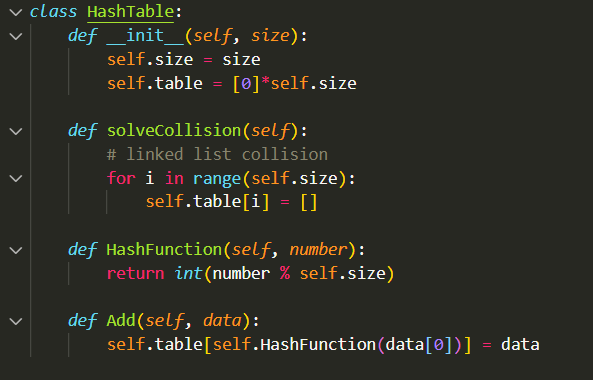 class HashTable:
    def __init__(self, size):
        self.size = size
        self.table = [0]*self.size

    def solveCollision(self):
        # linked list collision
        for i in range(self.size):
            self.table[i] = []

    def HashFunction(self, number):
        return int(number % self.size)

    def Add(self, data):
        self.table[self.HashFunction(data[0])] = data